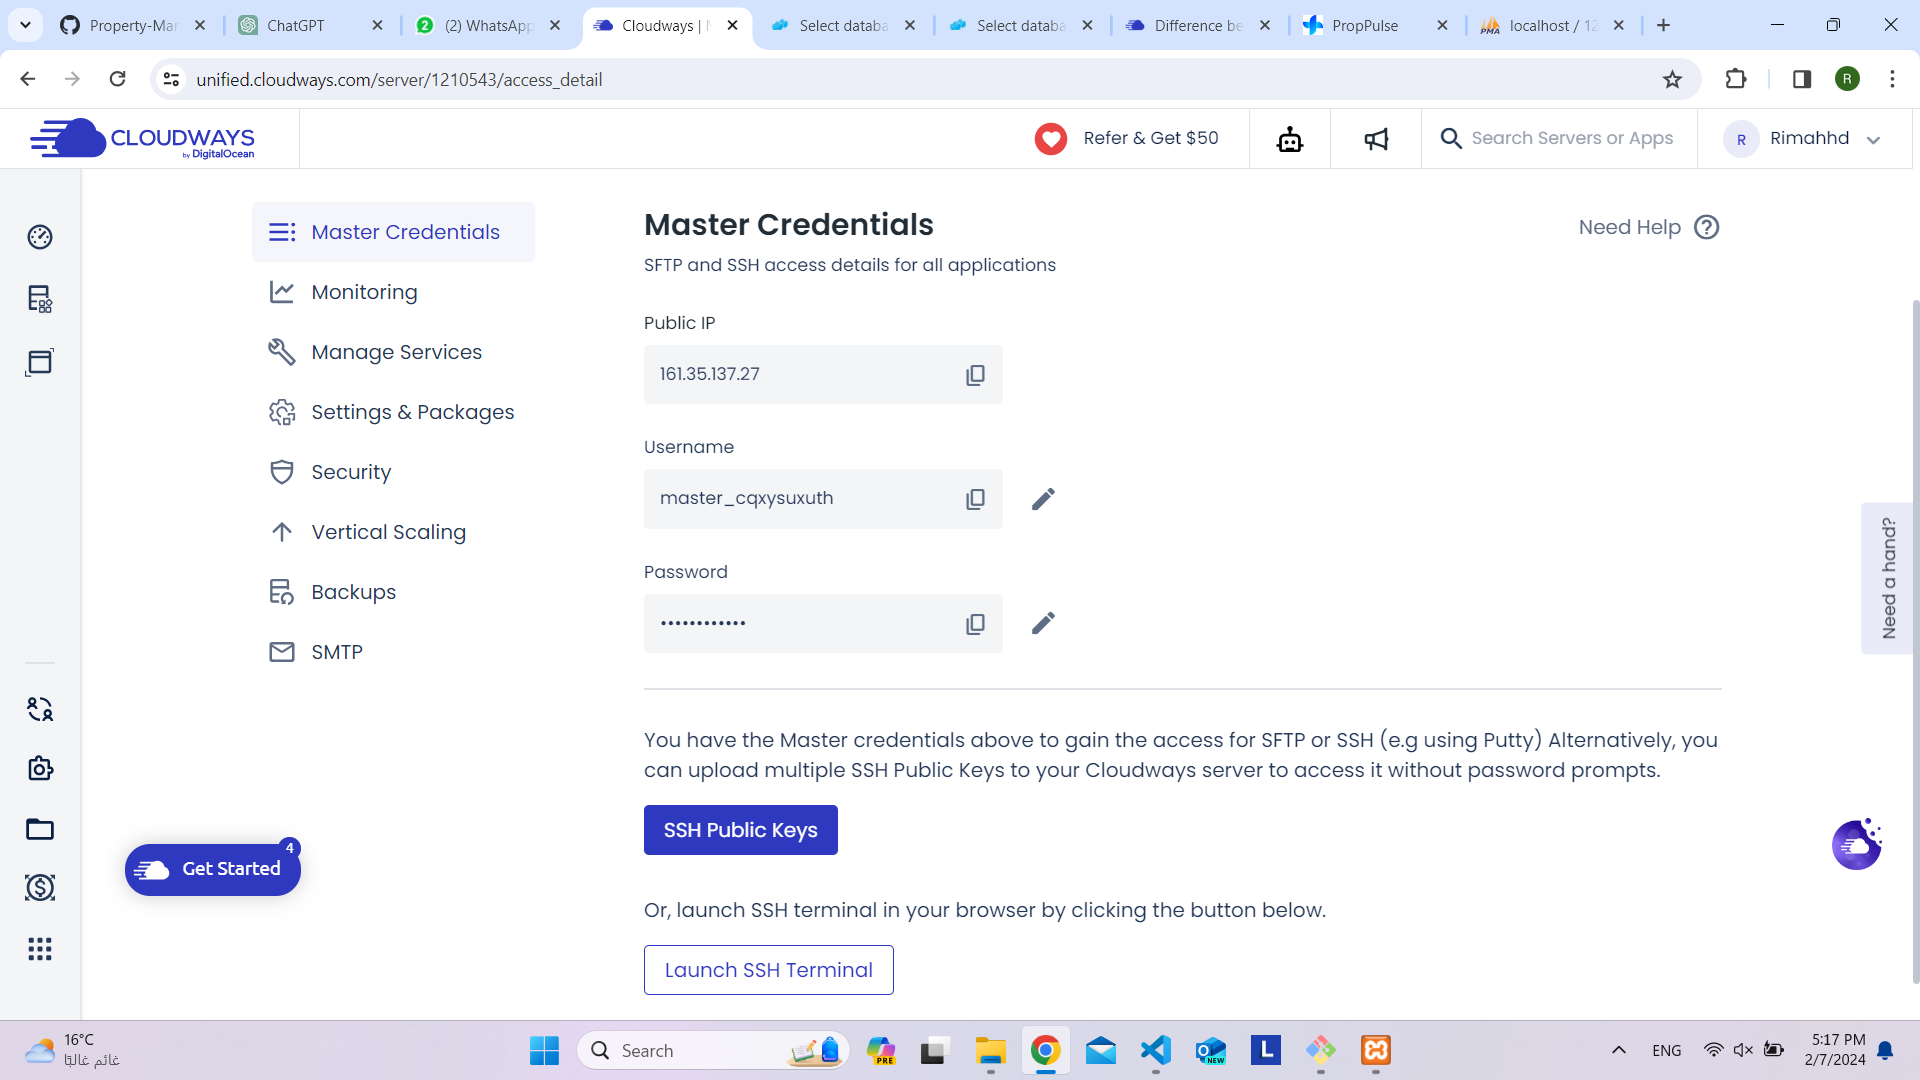 Property-Mar
ChatGPT
(2) WhatsApp
Cloudways | N
Select databa
Select databa
Difference be
PropPulse
localhost / 12
unified.cloudways.com/server/1210543/access_detail
CLOUDWAYS
by DigitalOcean
Refer & Get $50
Search Servers or Apps
R
Rimahhd
Master Credentials
Monitoring
Manage Services
Settings & Packages
Security
Vertical Scaling
Backups
SMTP
Master Credentials
Need Help
SFTP and SSH access details for all applications
Public IP
161.35.137.27
Username
master_cqxysuxuth
Password
••••••••••••
Need a hand?
You have the Master credentials above to gain the access for SFTP or SSH (e.g using Putty) Alternatively, you
can upload multiple SSH Public Keys to your Cloudways server to access it without password prompts.
SSH Public Keys
Get Started
4
Or, launch SSH terminal in your browser by clicking the button below.
Launch SSH Terminal
16°C
غائم غالبًا
Search
PRE
NEW
L
ENG
5:17 PM
2/7/2024